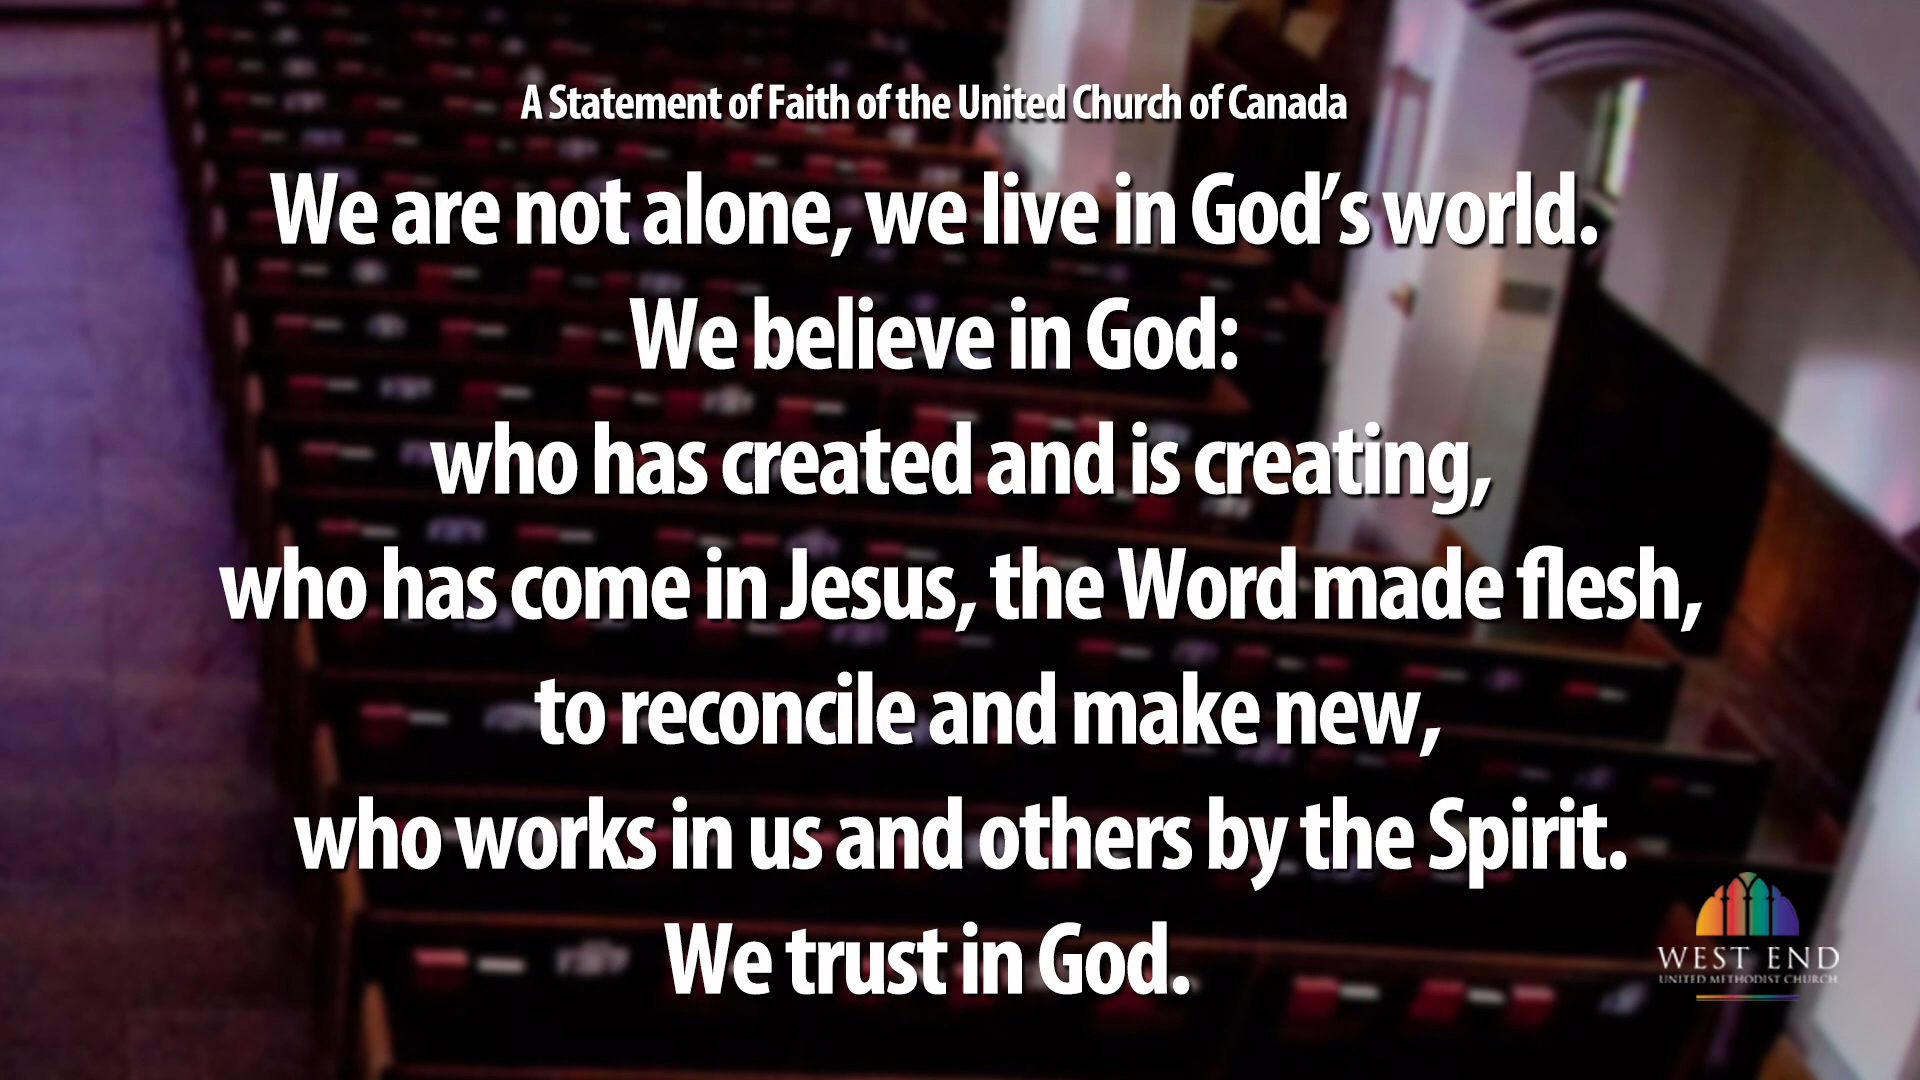 A Statement of Faith of the United Church of Canada
We are not alone, we live in God’s world.
We believe in God:
who has created and is creating,
who has come in Jesus, the Word made flesh,
to reconcile and make new,
who works in us and others by the Spirit.
We trust in God.
WEST END
UNITED METHODIST CHURCH